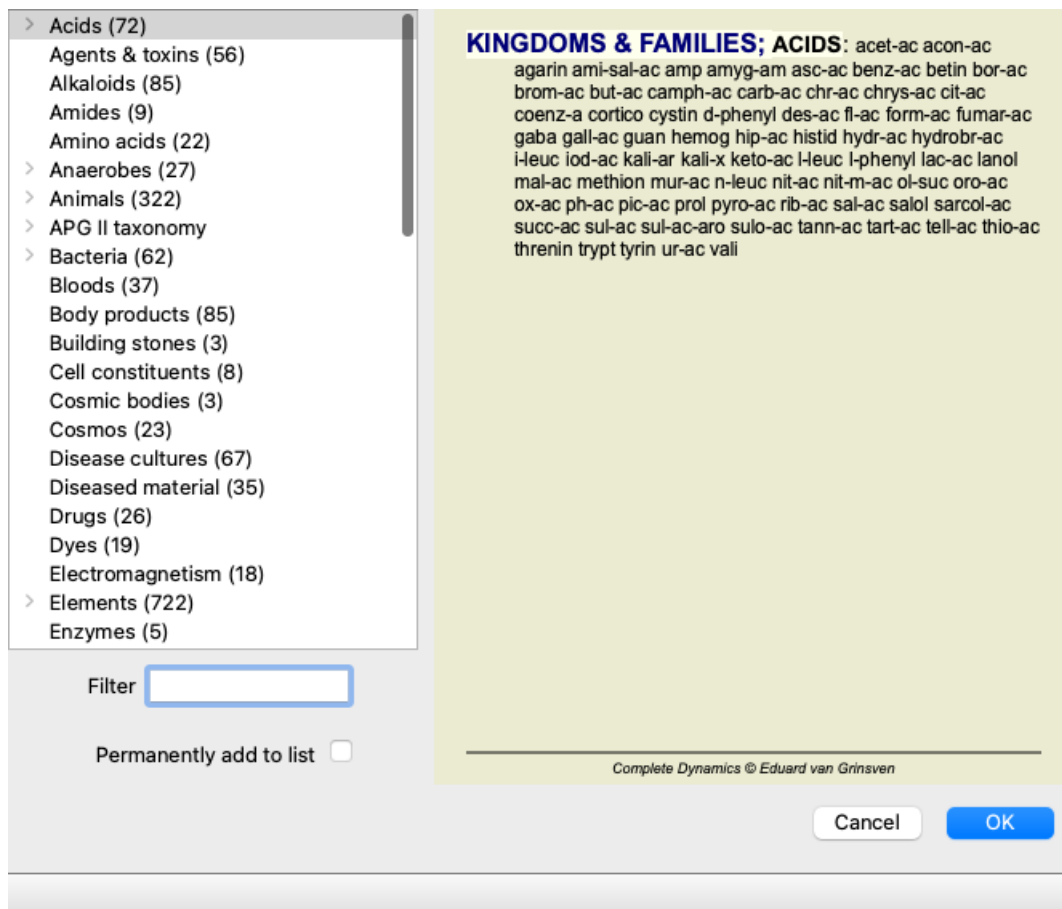 Acids (72)
Agents & toxins (56)
Alkaloids (85)
Amides (9)
Amino acids (22)
Anaerobes (27)
Animals (322)
APG II taxonomy
Bacteria (62)
Bloods (37)
Body products (85)
Building stones (3)
Cell constituents (8)
Cosmic bodies (3)
Cosmos (23)
Disease cultures (67)
Diseased material (35)
Drugs (26)
Dyes (19)
Electromagnetism (18)
Elements (722)
Enzymes (5)
Filter
Permanently add to list
KINGDOMS & FAMILIES; ACIDS: acet-ac acon-ac
agarin ami-sal-ac amp amyg-am asc-ac benz-ac betin bor-ac
brom-ac but-ac camph-ac carb-ac chr-ac chrys-ac cit-ac
coenz-a cortico cystin d-phenyl des-ac fl-ac form-ac fumar-ac
gaba gall-ac guan hemog hip-ac histid hydr-ac hydrobr-ac
i-leuc iod-ac kali-ar kali-x keto-ac l-leuc l-phenyl lac-ac lanol
mal-ac methion mur-ac n-leuc nit-ac nit-m-ac ol-suc oro-ac
ox-ac ph-ac pic-ac prol pyro-ac rib-ac sal-ac salol sarcol-ac
succ-ac sul-ac sul-ac-aro sulo-ac tann-ac tart-ac tell-ac thio-ac
threnin trypt tyrin ur-ac vali
Complete Dynamics © Eduard van Grinsven
Cancel
OK